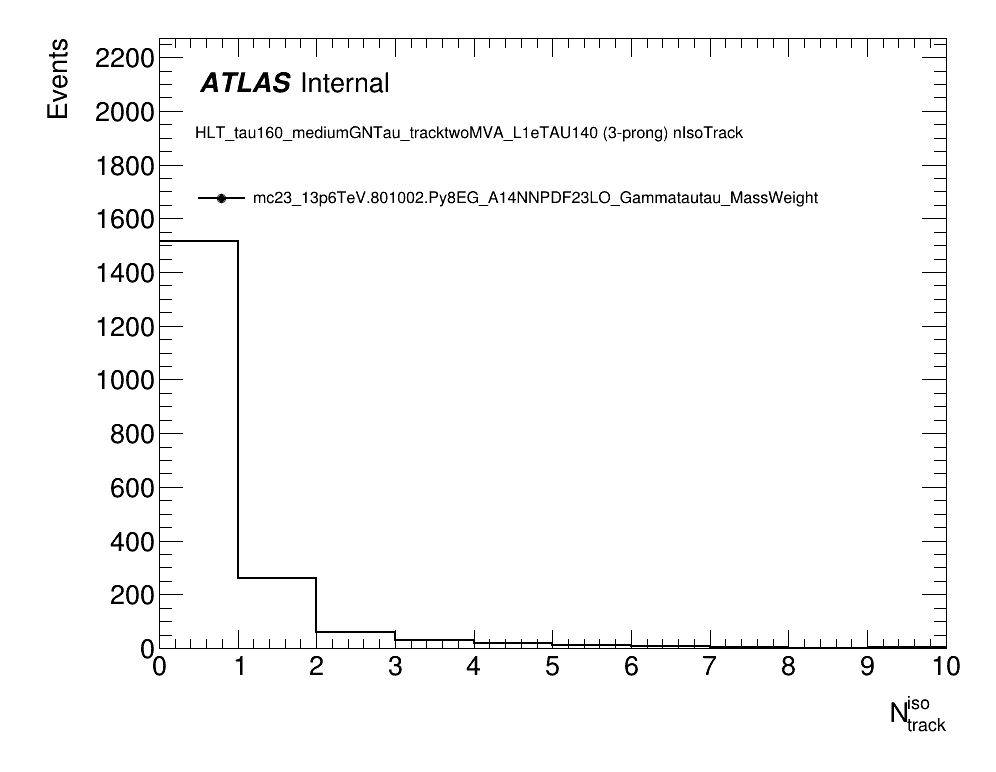 Events
2200
2000
1800
1600
1400
1200
1000
800
600
400
200
0
ATLAS Internal
HLT_tau160_mediumGNTau_tracktwoMVA_L1eTAU140 (3-prong) nIsoTrack
mc23_13p6TeV.801002.Py8EG_A14NNPDF23LO_Gammatautau_MassWeight
0 1 2 3 4 5 6 7 8 9 10
N iso track